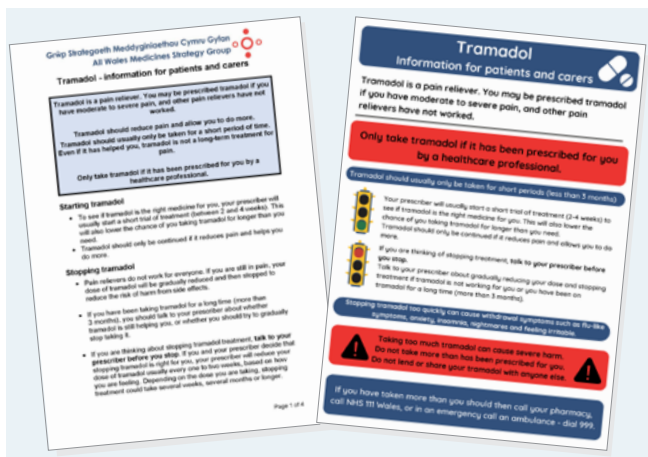 Grŵp Strategaeth Meddyginiaethau Cymru Gyfan
All Wales Medicines Strategy Group
Tramadol - information for patients and carers
Tramadol is a pain reliever. You may be prescribed tramadol if you
have moderate to severe pain, and other pain relievers have not
worked.
Tramadol should reduce pain and allow you to do more.
Tramadol should usually only be taken for a short period of time.
Even if it has helped you, tramadol is not a long-term treatment for
pain.
Only take tramadol if it has been prescribed for you by a
healthcare professional.
Starting tramadol
• To see if tramadol is the right medicine for you, your prescriber will
usually start a short trial of treatment (between 2 and 4 weeks). This
will also lower the chance of you taking tramadol for longer than you
need.
• Tramadol should only be continued if it reduces pain and helps you
do more.
Stopping tramadol
• Pain relievers do not work for everyone. If you are still in pain, your
dose of tramadol will be gradually reduced and then stopped to
reduce the risk of harm from side effects.
• If you have been taking tramadol for a long time (more than
3 months), you should talk to your prescriber about whether
tramadol is still helping you, or whether you should try to gradually
stop taking it.
• If you are thinking about stopping tramadol treatment, talk to your
prescriber before you stop. If you and your prescriber decide that
stopping tramadol is right for you, your prescriber will reduce your
dose of tramadol usually every one to two weeks, based on how
you are feeling. Depending on the dose you are taking, stopping
treatment could take several weeks, several months or longer.
Page 1 of 4
Tramadol
Information for patients and carers
Tramadol is a pain reliever. You may be prescribed tramadol
if you have moderate to severe pain, and other pain
relievers have not worked.
Only take tramadol if it has been prescribed for you
by a healthcare professional.
Tramadol should usually only be taken for short periods (less than 3 months)
Your prescriber will usually start a short trial of treatment (2-4 weeks) to
see if tramadol is the right medicine for you. This will also lower the
chance of you taking tramadol for longer than you need.
Tramadol should only be continued if it reduces pain and allows you to do
more.
If you are thinking of stopping treatment, talk to your prescriber before
you stop.
Talk to your prescriber about gradually reducing your dose and stopping
treatment if tramadol is not working for you or you have been on
tramadol for a long time (more than 3 months).
Stopping tramadol too quickly can cause withdrawal symptoms such as flu-like
symptoms, anxiety, insomnia, nightmares and feeling irritable.
Taking too much tramadol can cause severe harm.
Do not take more than has been prescribed for you.
Do not lend or share your tramadol with anyone else.
If you have taken more than you should then call your pharmacy,
call NHS 111 Wales, or in an emergency call an ambulance - dial 999.